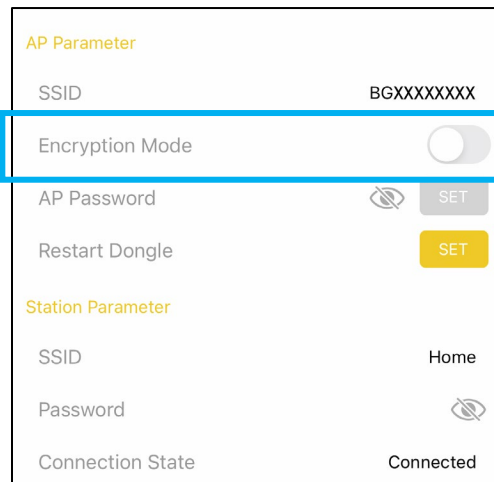 AP Parameter
SSID BGXXXXXXXX
Encryption Mode
AP Password SET
Restart Dongle SET
Station Parameter
SSID Home
Password
Connection State Connected